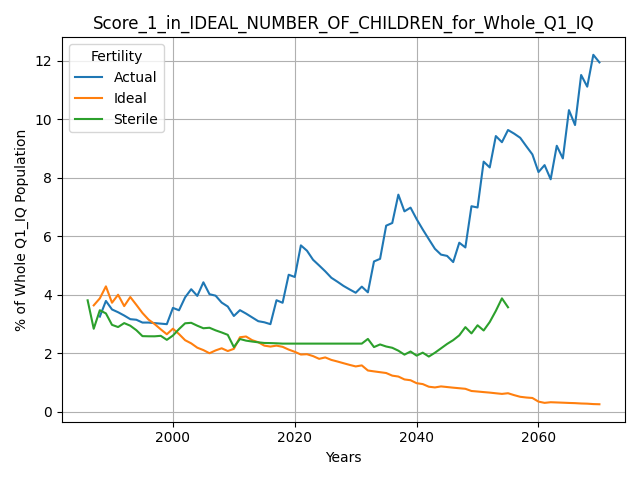 Score_1_in_IDEAL_NUMBER_OF_CHILDREN_for_Whole_Q1_IQ
Fertility
Actual
Ideal
Sterile
% of Whole Q1_IQ Population
12
10
8
6
4
2
0
2000
2020
2040
2060
Years